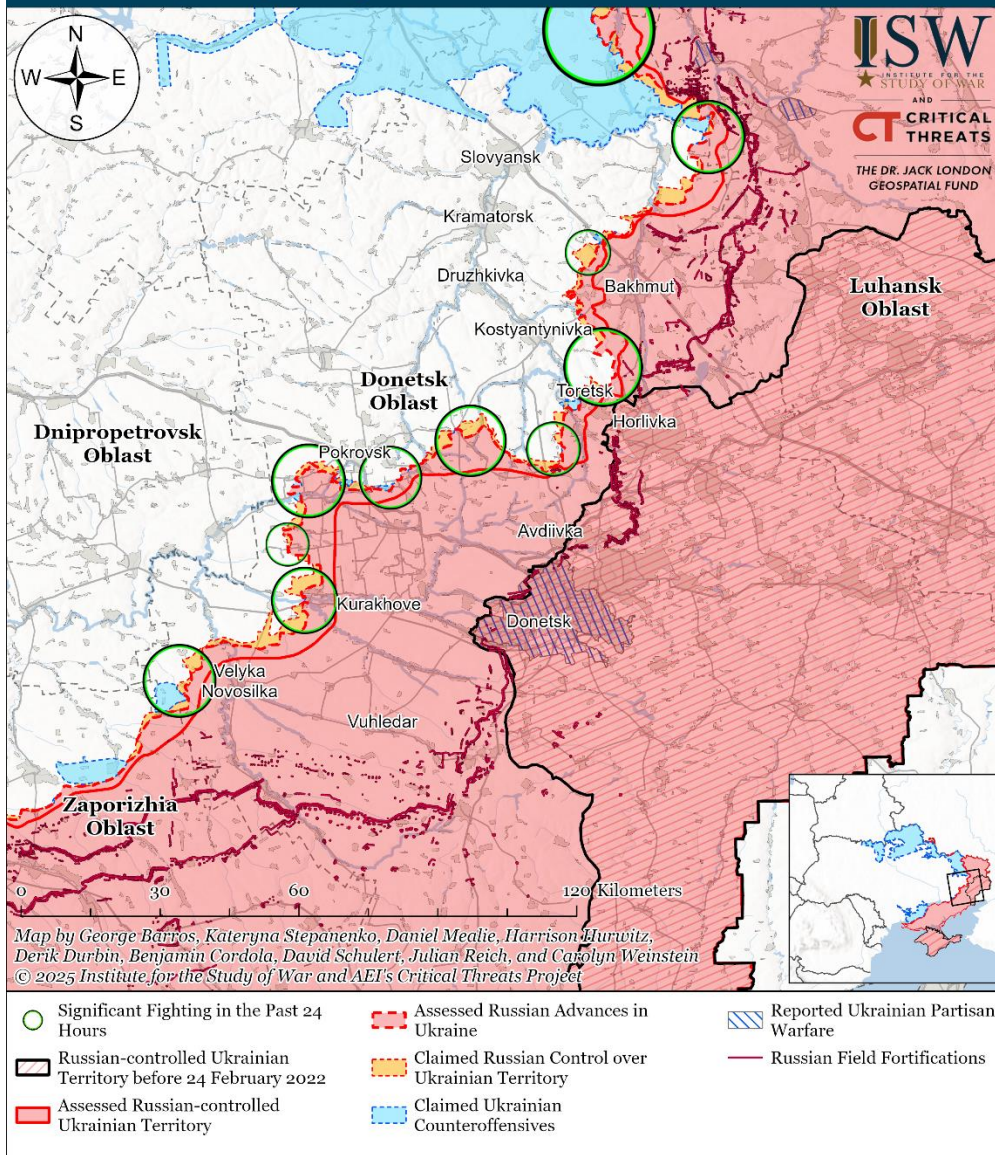 N
W E
S
ISW
INSTITUTE FOR THE
STUDY OF WAR
AND
CT CRITICAL
THREATS
THE DR. JACK LONDON
GEOSPATIAL FUND
Slovyansk
Kramatorsk
Druzhkivka
Bakhmut
Luhansk
Oblast
Kostyantynivka
Donetsk
Oblast
Toretsk
Horlivka
Dnipropetrovsk
Oblast
Pokrovsk
Avdiivka
Kurakhove
Donetsk
Velyka
Novosilka
Vuhledar
Zaporizhia
Oblast
0 30 60 120 Kilometers
Map by George Barros, Kateryna Stepanenko, Daniel Mealie, Harrison Hurwitz,
Derik Durbin, Benjamin Cordola, David Schulert, Julian Reich, and Carolyn Weinstein
© 2025 Institute for the Study of War and AEI's Critical Threats Project
Significant Fighting in the Past 24
Hours
Russian-controlled Ukrainian
Territory before 24 February 2022
Assessed Russian-controlled
Ukrainian Territory
Assessed Russian Advances in
Ukraine
Claimed Russian Control over
Ukrainian Territory
Claimed Ukrainian
Counteroffensives
Reported Ukrainian Partisan
Warfare
Russian Field Fortifications